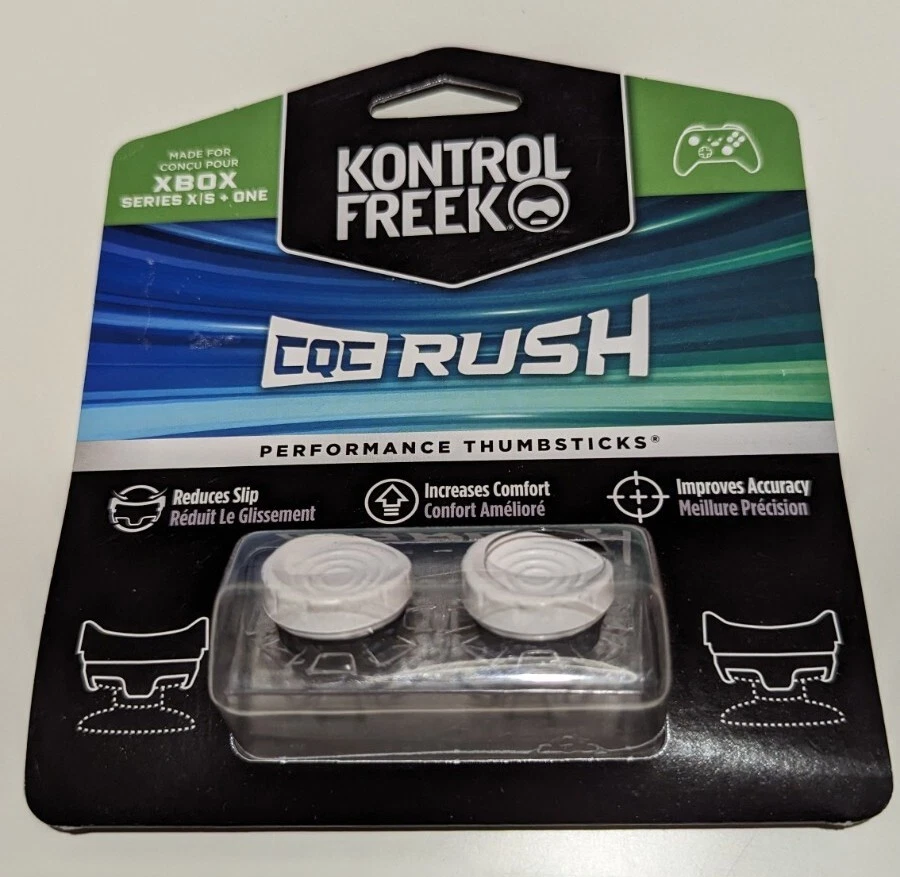 MADE FOR
CONÇU POUR
XBOX
SERIES X|S + ONE
KONTROL
FREEK®
CQC RUSH
PERFORMANCE THUMBSTICKS®
Reduces Slip
Réduit Le Glissement
Increases Comfort
Confort Amélioré
Improves Accuracy
Meillure Précision